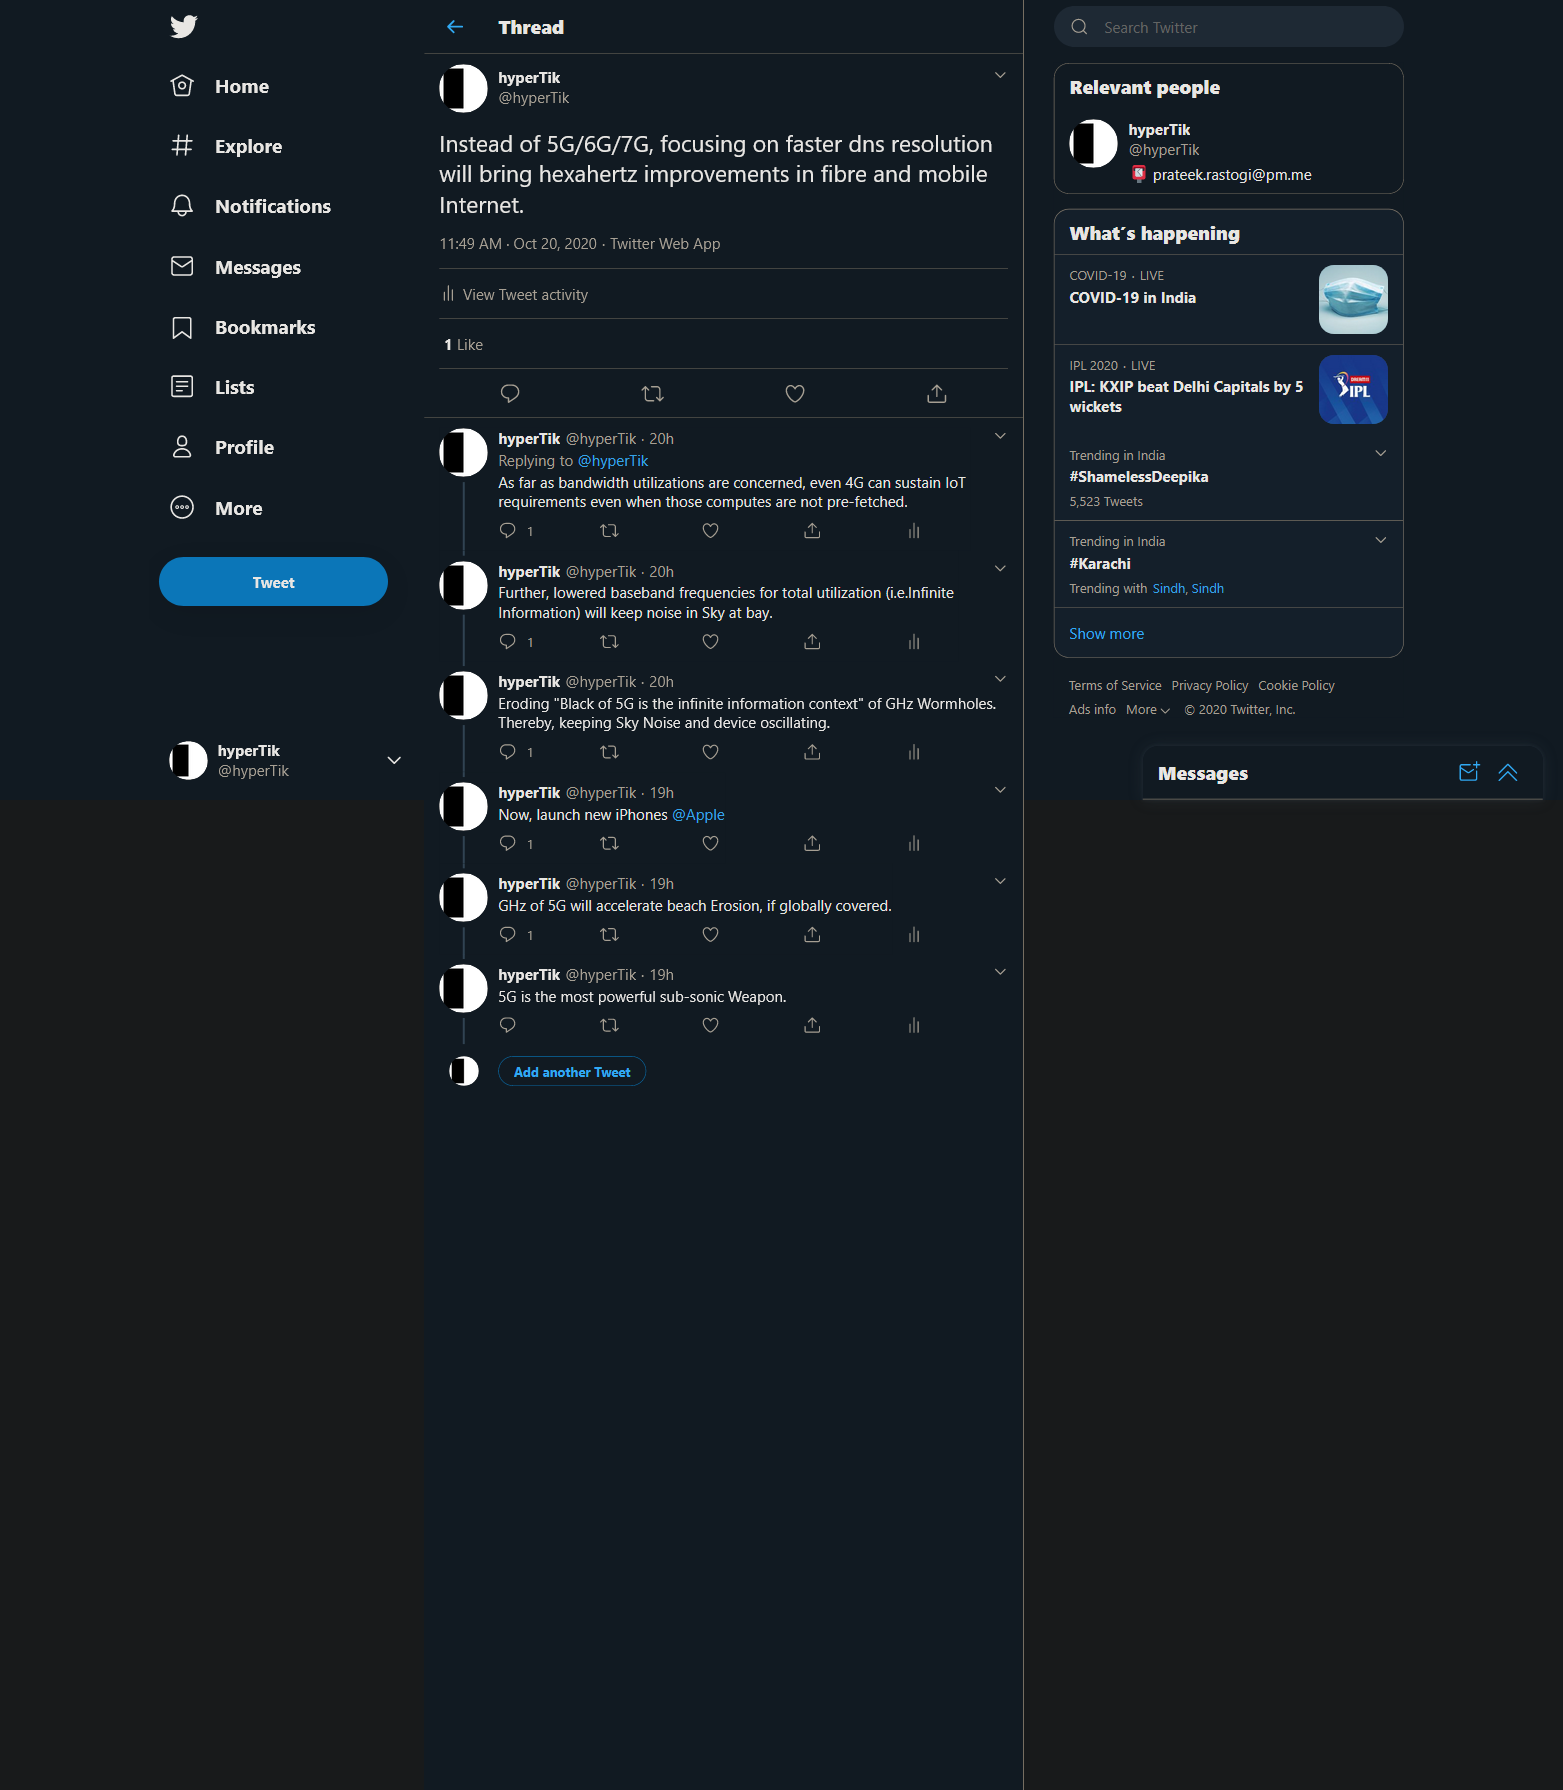 Home
Explore
Notifications
Messages
Bookmarks
Lists
Profile
More
Tweet
hyperTik
@hyperTik
Thread
hyperTik
@hyperTik
Instead of 5G/6G/7G, focusing on faster dns resolution
will bring hexahertz improvements in fibre and mobile
Internet.
11:49 AM · Oct 20, 2020 · Twitter Web App
View Tweet activity
1 Like
hyperTik @hyperTik · 20h
Replying to @hyperTik
As far as bandwidth utilizations are concerned, even 4G can sustain IoT
requirements even when those computes are not pre-fetched.
1
hyperTik @hyperTik · 20h
Further, lowered baseband frequencies for total utilization (i.e.Infinite
Information) will keep noise in Sky at bay.
1
hyperTik @hyperTik · 20h
Eroding "Black of 5G is the infinite information context" of GHz Wormholes.
Thereby, keeping Sky Noise and device oscillating.
1
hyperTik @hyperTik · 19h
Now, launch new iPhones @Apple
1
hyperTik @hyperTik · 19h
GHz of 5G will accelerate beach Erosion, if globally covered.
1
hyperTik @hyperTik · 19h
5G is the most powerful sub-sonic Weapon.
Add another Tweet
Search Twitter
Relevant people
hyperTik
@hyperTik
prateek.rastogi@pm.me
What´s happening
COVID-19 · LIVE
COVID-19 in India
IPL 2020 · LIVE
IPL: KXIP beat Delhi Capitals by 5
wickets
IPL
Trending in India
#ShamelessDeepika
5,523 Tweets
Trending in India
#Karachi
Trending with Sindh, Sindh
Show more
Terms of Service Privacy Policy Cookie Policy
Ads info More © 2020 Twitter, Inc.
Messages